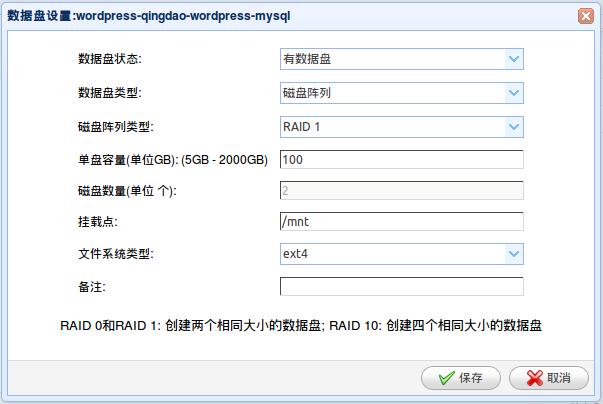 数据盘设置:wordpress-qingdao-wordpress-mysql
数据盘状态: 有数据盘
数据盘类型: 磁盘阵列
磁盘阵列类型: RAID 1
单盘容量(单位GB): (5GB - 2000GB) 100
磁盘数量(单位 个): 2
挂载点: /mnt
文件系统类型: ext4
备注:
RAID 0和RAID 1: 创建两个相同大小的数据盘; RAID 10: 创建四个相同大小的数据盘
保存 取消